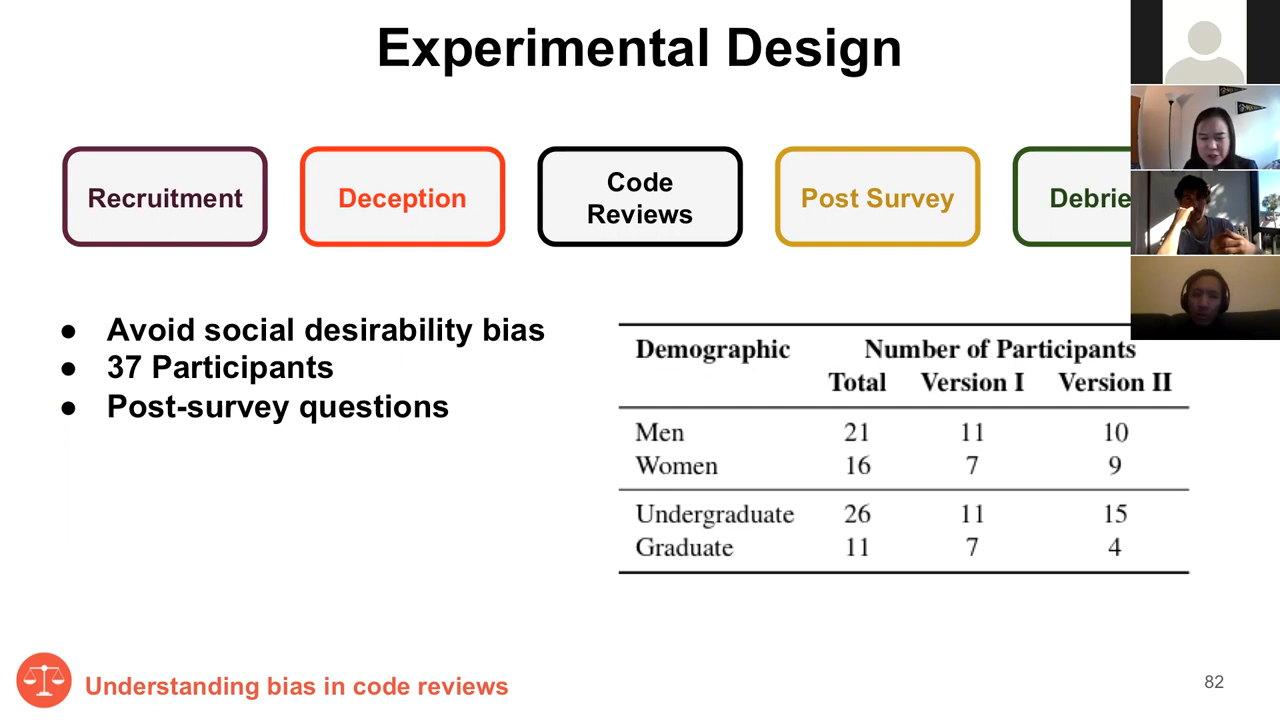 Experimental Design
Recruitment
Deception
Code
Reviews
Post Survey
Debrie
● Avoid social desirability bias
● 37 Participants
● Post-survey questions
Demographic Number of Participants
Total Version I Version II
Men 21 11 10
Women 16 7 9
Undergraduate 26 11 15
Graduate 11 7 4
Understanding bias in code reviews
82